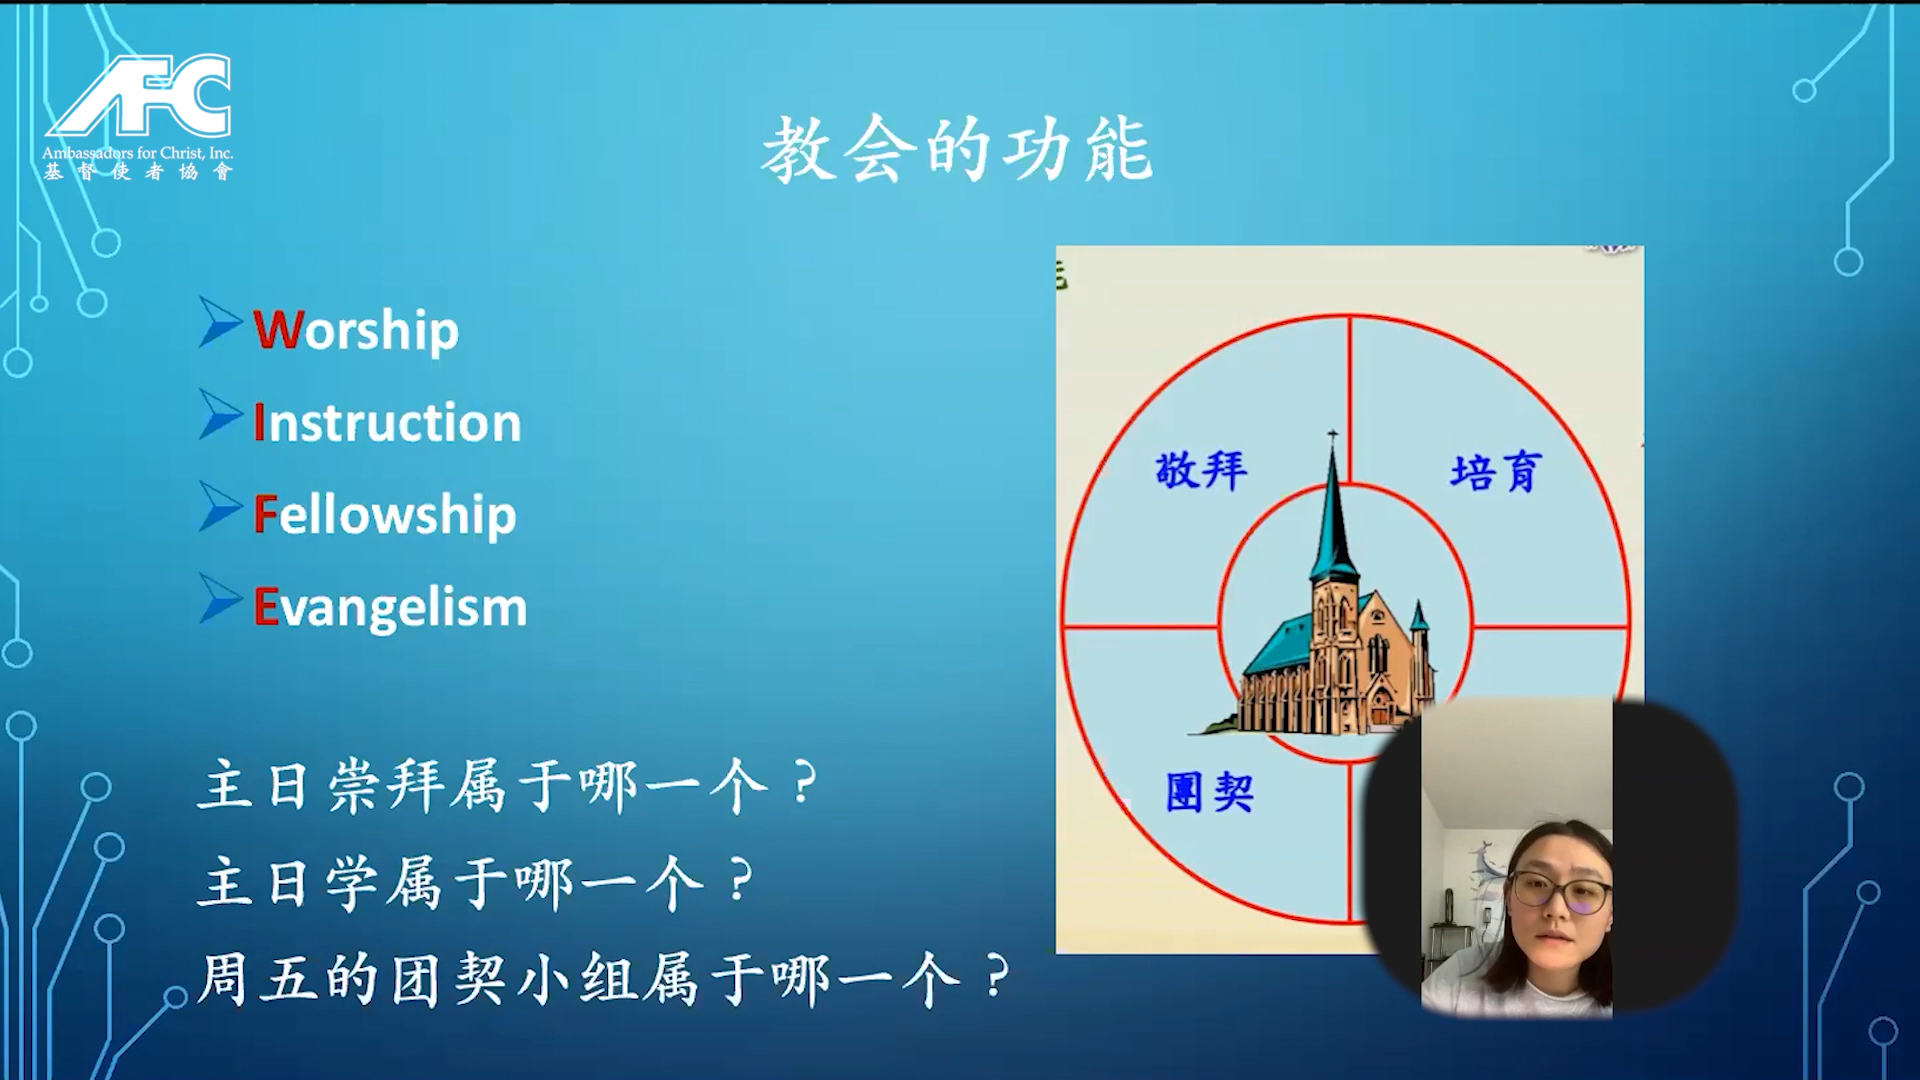 AFC
Ambassadors for Christ, Inc.
基督使者協會
教会的功能
Worship
Instruction
Fellowship
Evangelism
敬拜
培育
團契
主日崇拜属于哪一个？
主日学属于哪一个？
周五的团契小组属于哪一个？